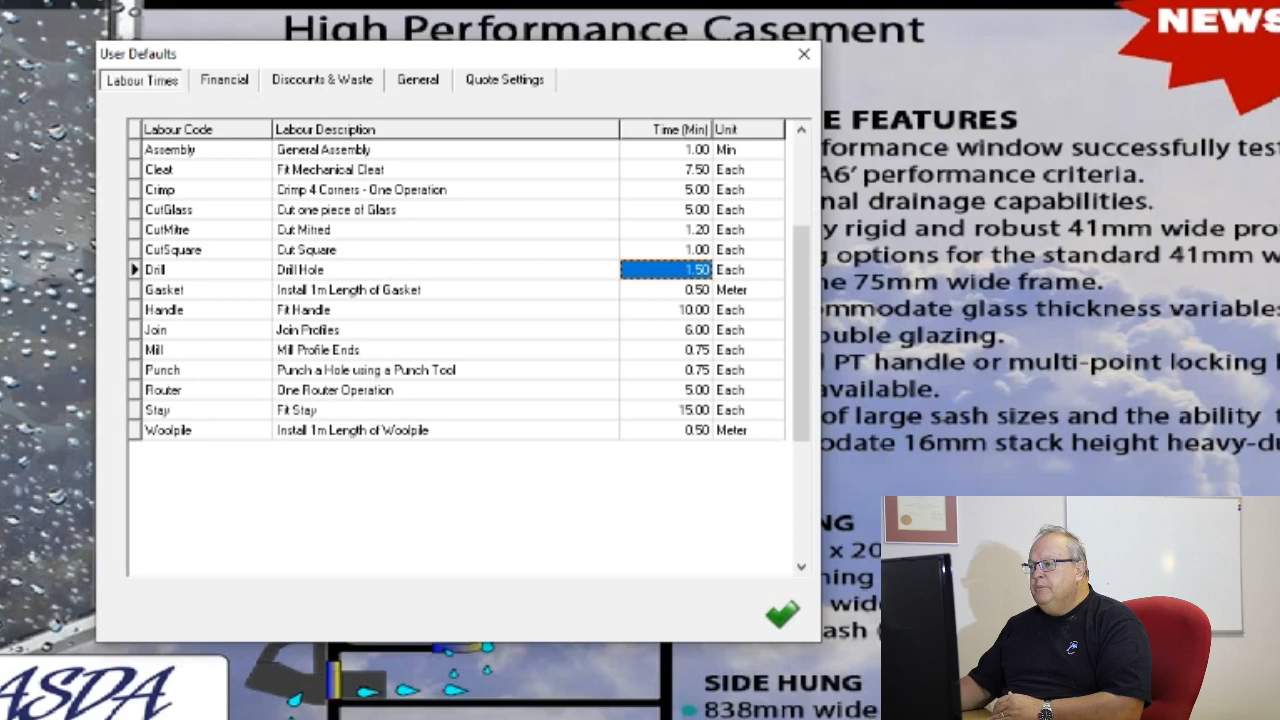 High Performance Casement
NEWS
User Defaults
Labour Times Financial Discounts & Waste General Quote Settings
Labour Code Labour Description Time (Min) Unit
Assembly General Assembly 1.00 Min
Cleat Fit Mechanical Cleat 7.50 Each
Crimp Crimp 4 Corners - One Operation 5.00 Each
CutGlass Cut one piece of Glass 5.00 Each
CutMitre Cut Mitred 1.20 Each
CutSquare Cut Square 1.00 Each
Drill Drill Hole 1.50 Each
Gasket Install 1m Length of Gasket 0.50 Meter
Handle Fit Handle 10.00 Each
Join Join Profiles 6.00 Each
Mill Mill Profile Ends 0.75 Each
Punch Punch a Hole using a Punch Tool 0.75 Each
Router One Router Operation 5.00 Each
Stay Fit Stay 15.00 Each
Woolpile Install 1m Length of Woolpile 0.50 Meter
E FEATURES
formance window successfully test
A6' performance criteria.
nal drainage capabilities.
y rigid and robust 41mm wide pro
options for the standard 41mm w
e 75mm wide frame.
mmodate glass thickness variables
ouble glazing.
PT handle or multi-point locking
available.
of large sash sizes and the ability
odate 16mm stack height heavy-du
NG
x 20
ning
wide
ash
SIDE HUNG
838mm wide
ASDA